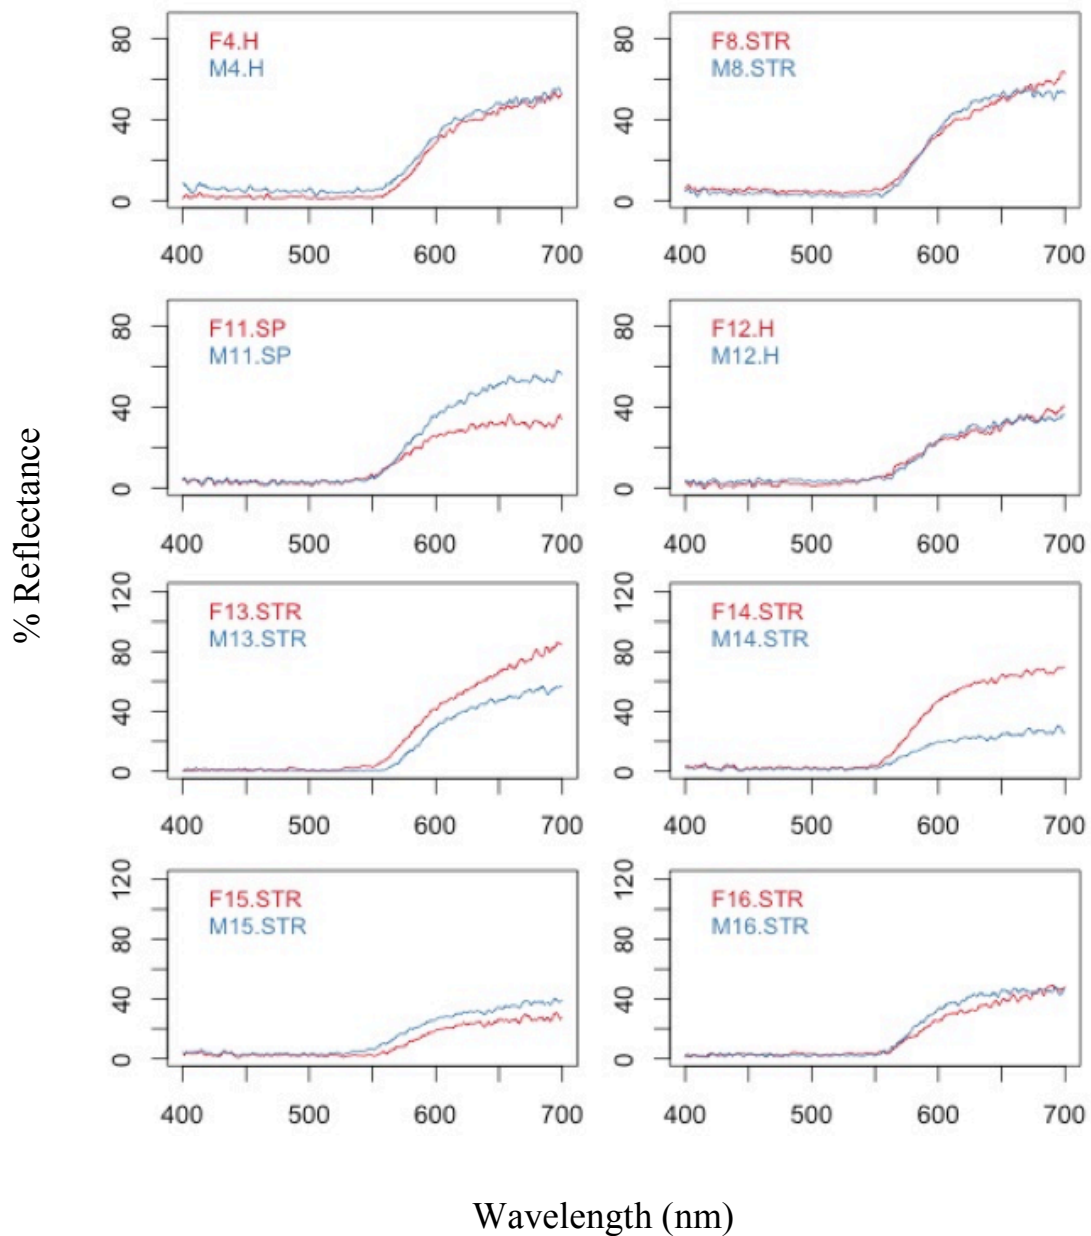 % Reflectance
F4.H
M4.H
80
40
0
400 500 600 700
F8.STR
M8.STR
80
40
0
400 500 600 700
F11.SP
M11.SP
80
40
0
400 500 600 700
F12.H
M12.H
80
40
0
400 500 600 700
F13.STR
M13.STR
120
80
40
0
400 500 600 700
F14.STR
M14.STR
120
80
40
0
400 500 600 700
F15.STR
M15.STR
120
80
40
0
400 500 600 700
F16.STR
M16.STR
120
80
40
0
400 500 600 700
Wavelength (nm)